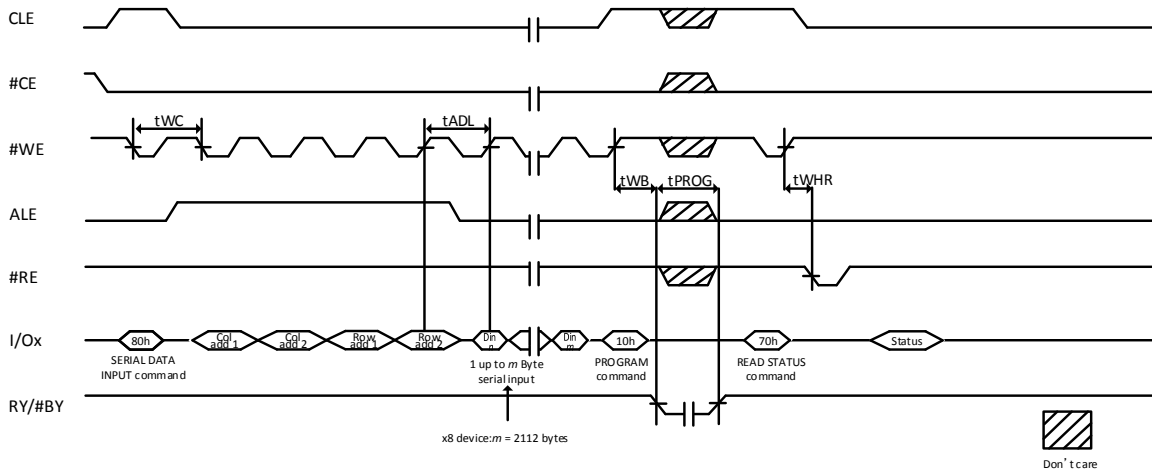 CLE
#CE
tWC
tADL
#WE
tWB
tPROG
tWHR
ALE
#RE
I/Ox
80h
Col
add 1
Col
add 2
Row
add 1
Row
add 2
Din
n
Din
m
10h
70h
Status
SERIAL DATA
INPUT command
1 up to m Byte
serial input
PROGRAM
command
READ STATUS
command
RY/#BY
x8 device:m = 2112 bytes
Don't care